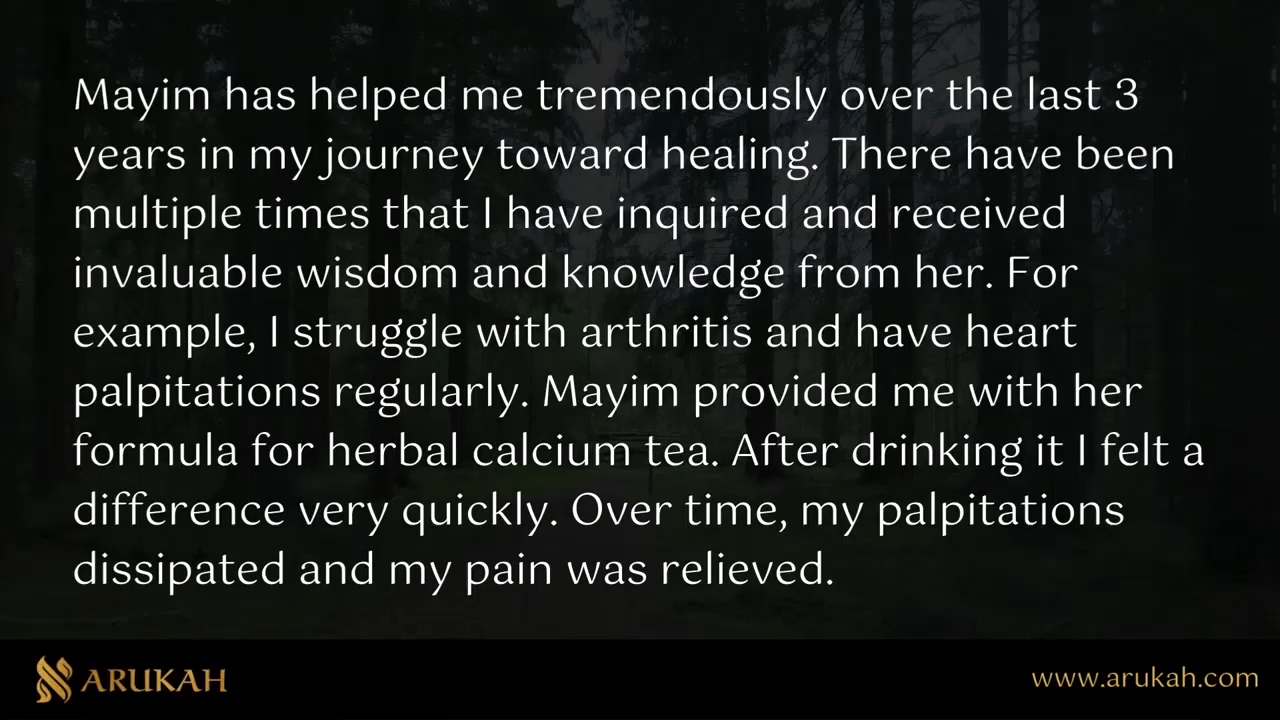 Mayim has helped me tremendously over the last 3
years in my journey toward healing. There have been
multiple times that I have inquired and received
invaluable wisdom and knowledge from her. For
example, I struggle with arthritis and have heart
palpitations regularly. Mayim provided me with her
formula for herbal calcium tea. After drinking it I felt a
difference very quickly. Over time, my palpitations
dissipated and my pain was relieved.
ARUKAH
www.arukah.com